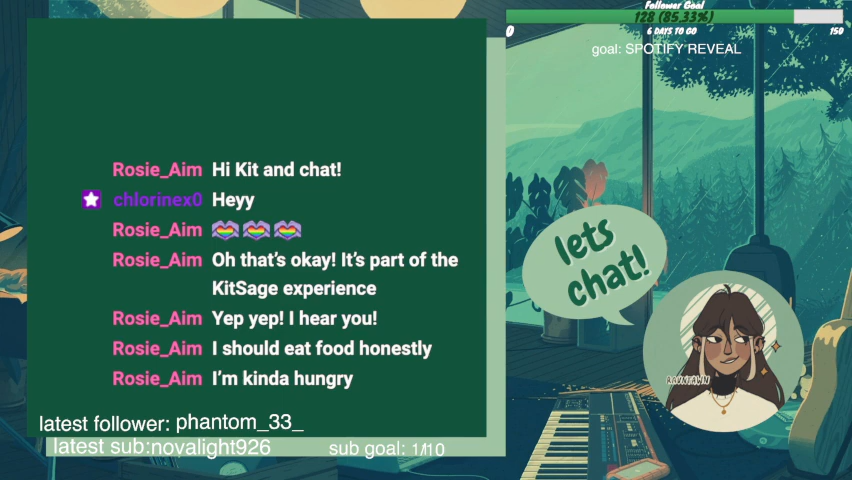 Follower Goal
128 (85.33%)
0
6 DAYS TO GO
150
goal: SPOTIFY REVEAL
Rosie_Aim Hi Kit and chat!
chlorinex0 Heyy
Rosie_Aim
Rosie_Aim Oh that's okay! It's part of the
KitSage experience
Rosie_Aim Yep yep! I hear you!
Rosie_Aim I should eat food honestly
Rosie_Aim I'm kinda hungry
lets
chat!
latest follower: phantom_33_
latest sub:novalight926
sub goal: 1/10